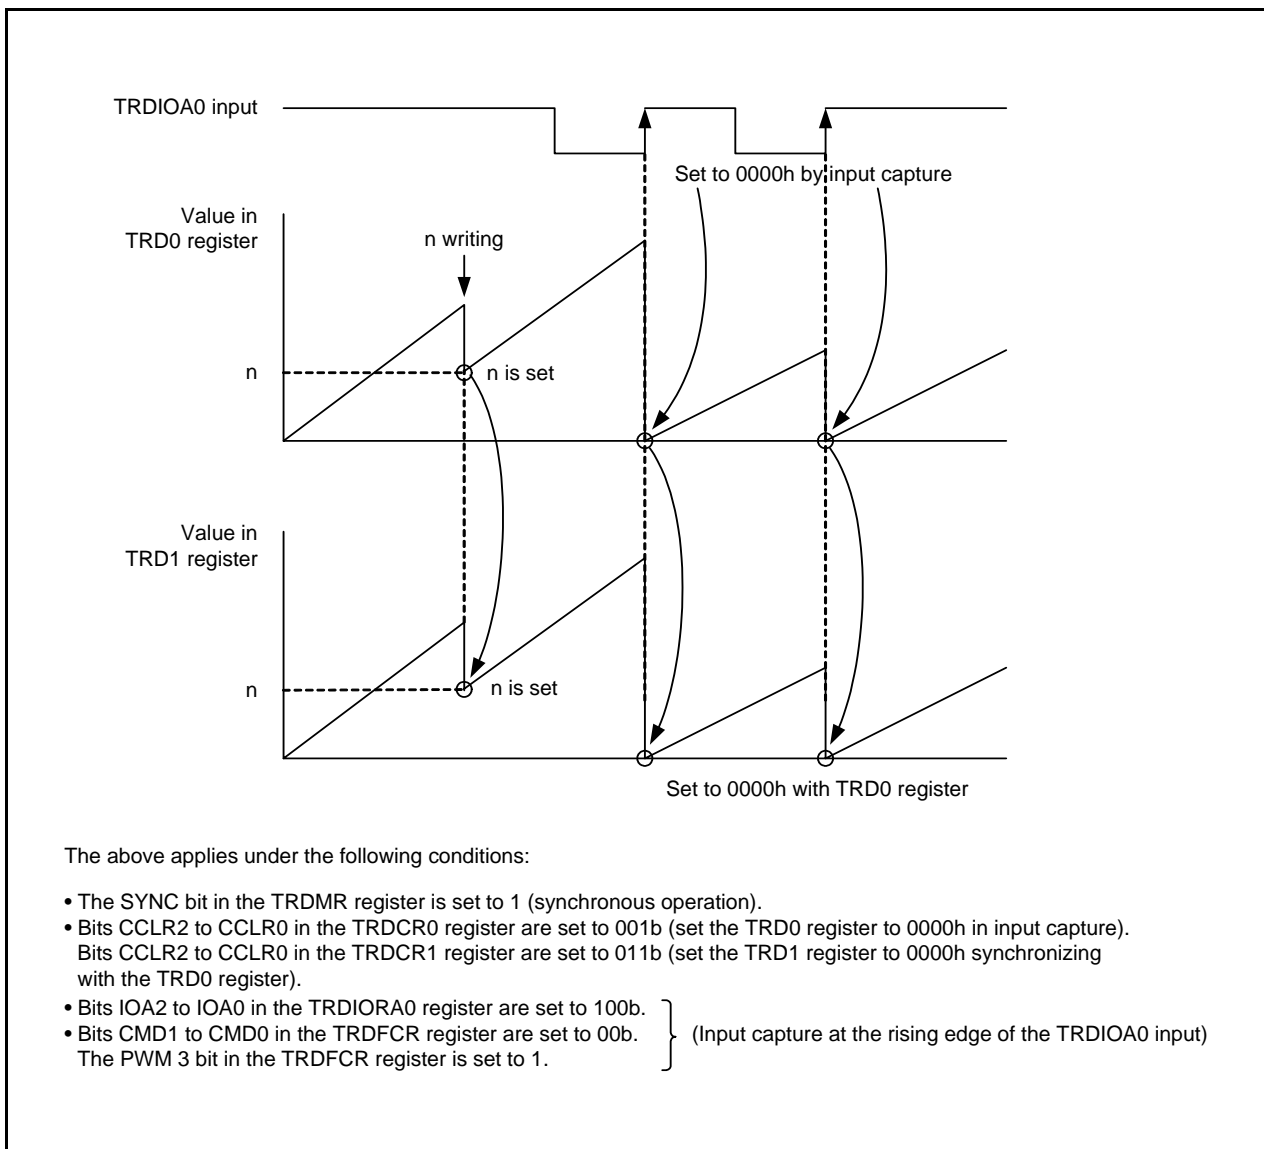 TRDIOA0 input
Set to 0000h by input capture
Value in
TRD0 register
n writing
n
n is set
Value in
TRD1 register
n
n is set
Set to 0000h with TRD0 register
The above applies under the following conditions:
• The SYNC bit in the TRDMR register is set to 1 (synchronous operation).
• Bits CCLR2 to CCLR0 in the TRDCR0 register are set to 001b (set the TRD0 register to 0000h in input capture).
Bits CCLR2 to CCLR0 in the TRDCR1 register are set to 011b (set the TRD1 register to 0000h synchronizing
with the TRD0 register).
• Bits IOA2 to IOA0 in the TRDIORA0 register are set to 100b.
• Bits CMD1 to CMD0 in the TRDFCR register are set to 00b.
(Input capture at the rising edge of the TRDIOA0 input)
The PWM 3 bit in the TRDFCR register is set to 1.